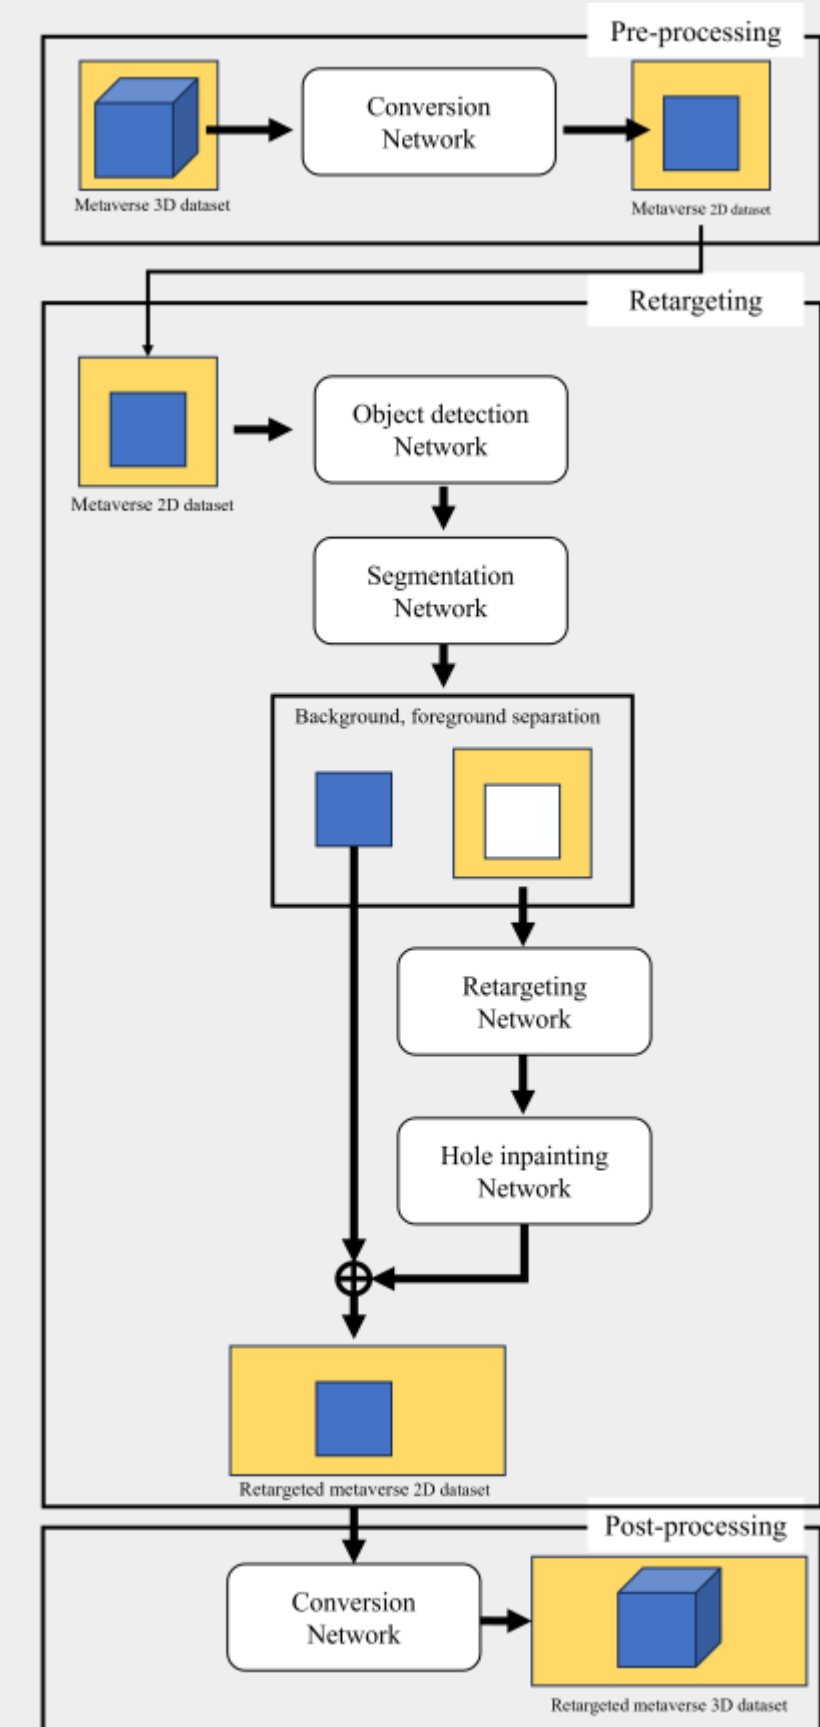 Pre-processing
Conversion
Network
Metaverse 3D dataset
Metaverse 2D dataset
Retargeting
Metaverse 2D dataset
Object detection
Network
Segmentation
Network
Background, foreground separation
Retargeting
Network
Hole inpainting
Network
Retargeted metaverse 2D dataset
Post-processing
Conversion
Network
Retargeted metaverse 3D dataset